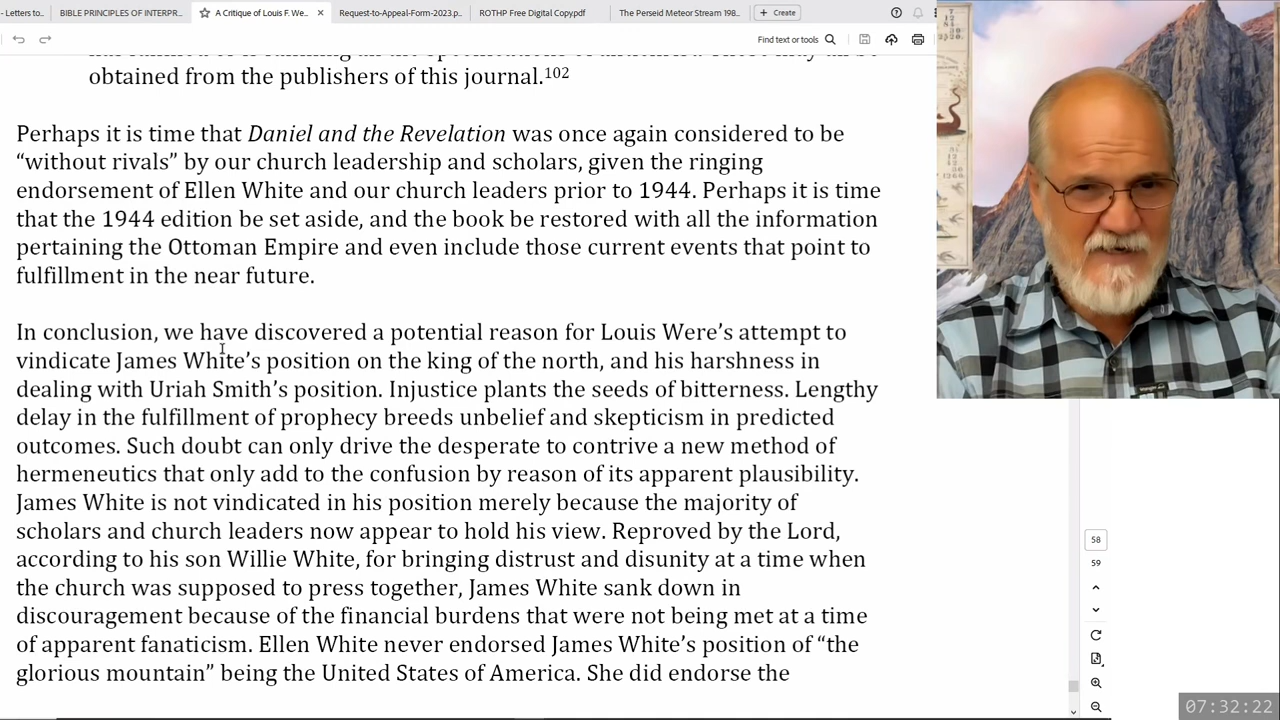 - Letters to...
BIBLE PRINCIPLES OF INTERPR...
A Critique of Louis F. We...
Request-to-Appeal-Form-2023.p...
ROTHP Free Digital Copy.pdf
The Perseid Meteor Stream 198...
Create
Find text or tools
obtained from the publishers of this journal.102
Perhaps it is time that Daniel and the Revelation was once again considered to be
“without rivals” by our church leadership and scholars, given the ringing
endorsement of Ellen White and our church leaders prior to 1944. Perhaps it is time
that the 1944 edition be set aside, and the book be restored with all the information
pertaining the Ottoman Empire and even include those current events that point to
fulfillment in the near future.
In conclusion, we have discovered a potential reason for Louis Were’s attempt to
vindicate James White’s position on the king of the north, and his harshness in
dealing with Uriah Smith’s position. Injustice plants the seeds of bitterness. Lengthy
delay in the fulfillment of prophecy breeds unbelief and skepticism in predicted
outcomes. Such doubt can only drive the desperate to contrive a new method of
hermeneutics that only add to the confusion by reason of its apparent plausibility.
James White is not vindicated in his position merely because the majority of
scholars and church leaders now appear to hold his view. Reproved by the Lord,
according to his son Willie White, for bringing distrust and disunity at a time when
the church was supposed to press together, James White sank down in
discouragement because of the financial burdens that were not being met at a time
of apparent fanaticism. Ellen White never endorsed James White’s position of “the
glorious mountain” being the United States of America. She did endorse the
58
59
07:32:22